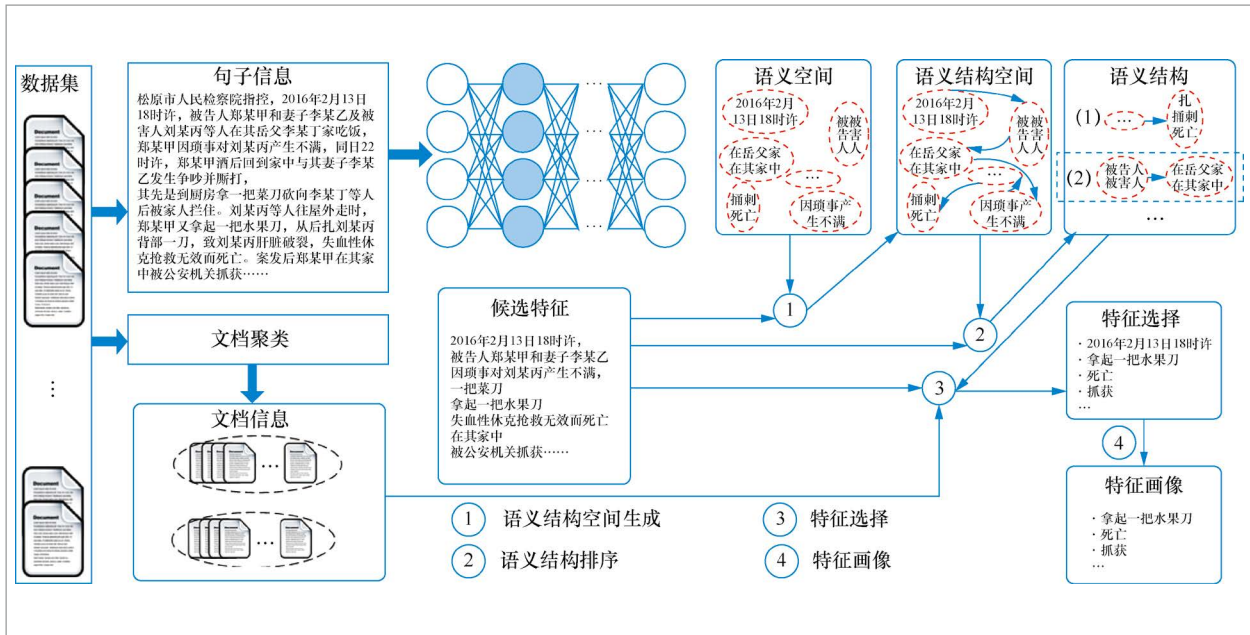 数据集
Document
Document
Document
Document
Document
⋮
Document
Document
句子信息
松原市人民检察院指控，2016年2月13日
18时许，被告人郑某甲和妻子李某乙及被
害人刘某丙等人在其岳父李某丁家吃饭，
郑某甲因琐事对刘某丙产生不满，同日22
时许，郑某甲酒后回到家中与其妻子李某
乙发生争吵并厮打，
其先是到厨房拿一把菜刀砍向李某丁等人
后被家人拦住。刘某丙等人往屋外走时，
郑某甲又拿起一把水果刀，从后扎刘某丙
背部一刀，致刘某丙肝脏破裂，失血性休
克抢救无效而死亡。案发后郑某甲在其家
中被公安机关抓获……
文档聚类
文档信息
…
…
…
…
…
…
语义空间
2016年2月
13日18时许
被告人
被害人
在岳父家
在其家中
…
捅刺
死亡
因琐事产
生不满
语义结构空间
2016年2月
13日18时许
被告人
被害人
在岳父家
在其家中
…
捅刺
死亡
因琐事产
生不满
语义结构
(1)
…
扎
捅刺
死亡
(2)
被告人
被害人
在岳父家
在其家中
…
候选特征
2016年2月13日18时许，
被告人郑某甲和妻子李某乙
因琐事对刘某丙产生不满，
一把菜刀
拿起一把水果刀
失血性休克抢救无效而死亡
在其家中
被公安机关抓获……
1
2
3
特征选择
· 2016年2月13日18时许
· 拿起一把水果刀
· 死亡
· 抓获
…
4
特征画像
· 拿起一把水果刀
· 死亡
· 抓获
…
1 语义结构空间生成
3 特征选择
2 语义结构排序
4 特征画像